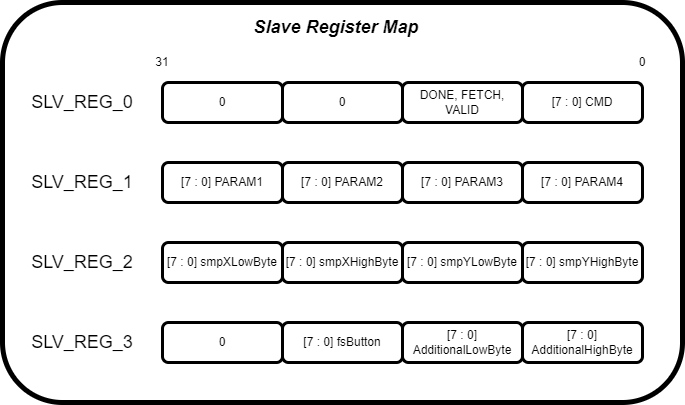 Slave Register Map
31 0
SLV_REG_0 0 0 DONE, FETCH, VALID [7 : 0] CMD
SLV_REG_1 [7 : 0] PARAM1 [7 : 0] PARAM2 [7 : 0] PARAM3 [7 : 0] PARAM4
SLV_REG_2 [7 : 0] smpXLowByte [7 : 0] smpXHighByte [7 : 0] smpYLowByte [7 : 0] smpYHighByte
SLV_REG_3 0 [7 : 0] fsButton [7 : 0] AdditionalLowByte [7 : 0] AdditionalHighByte